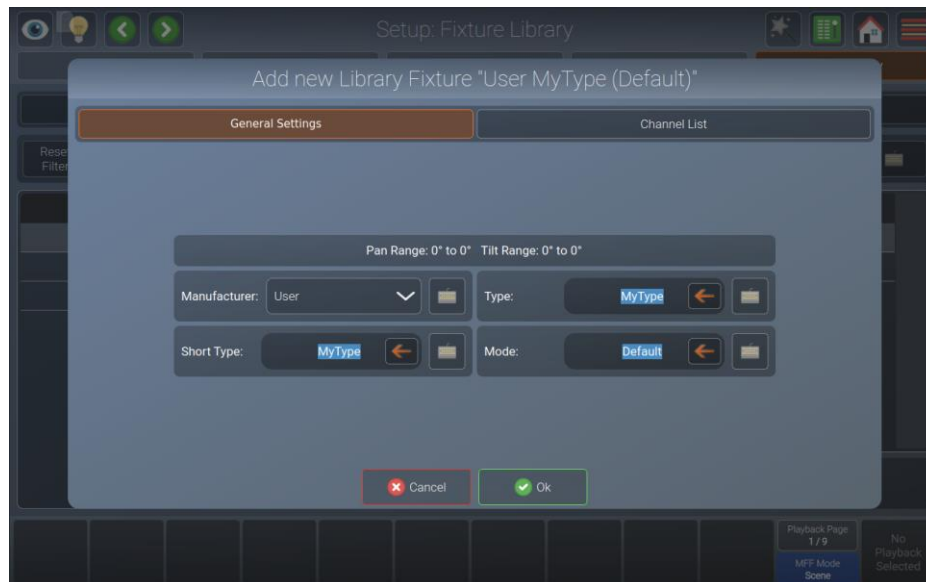 Setup: Fixture Library
Add new Library Fixture "User MyType (Default)"
General Settings
Channel List
Rese
Filter
Pan Range: 0° to 0° Tilt Range: 0° to 0°
Manufacturer: User
Type: MyType
Short Type: MyType
Mode: Default
Cancel
Ok
Playback Page
1 / 9
MFF Mode
Scene
No
Playback
Selected